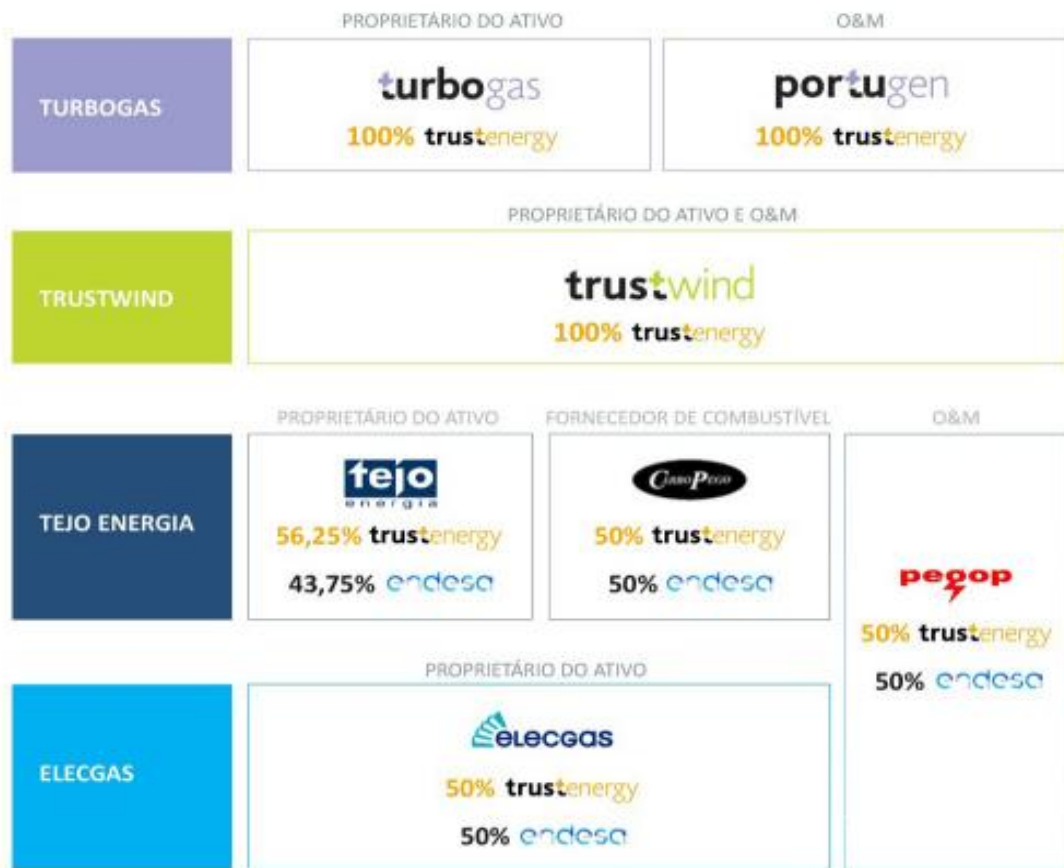 PROPRIETÁRIO DO ATIVO O&M
TURBOGAS
turbogas
100% trustenergy
portugen
100% trustenergy
PROPRIETÁRIO DO ATIVO E O&M
TRUSTWIND
trustwind
100% trustenergy
PROPRIETÁRIO DO ATIVO FORNECEDOR DE COMBUSTÍVEL O&M
TEJO ENERGIA
tejo
energia
56,25% trustenergy
43,75% endesa
CarboPego
50% trustenergy
50% endesa
pegop
50% trustenergy
50% endesa
PROPRIETÁRIO DO ATIVO
ELECGAS
eLecGas
50% trustenergy
50% endesa